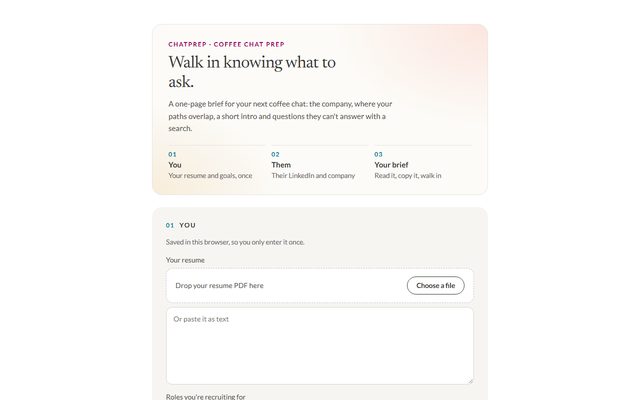 CHATPREP · COFFEE CHAT PREP
Walk in knowing what to
ask.
A one-page brief for your next coffee chat: the company, where your
paths overlap, a short intro and questions they can't answer with a
search.
01
You
Your resume and goals, once
02
Them
Their LinkedIn and company
03
Your brief
Read it, copy it, walk in
01 YOU
Saved in this browser, so you only enter it once.
Your resume
Drop your resume PDF here
Choose a file
Or paste it as text
Roles you're recruiting for